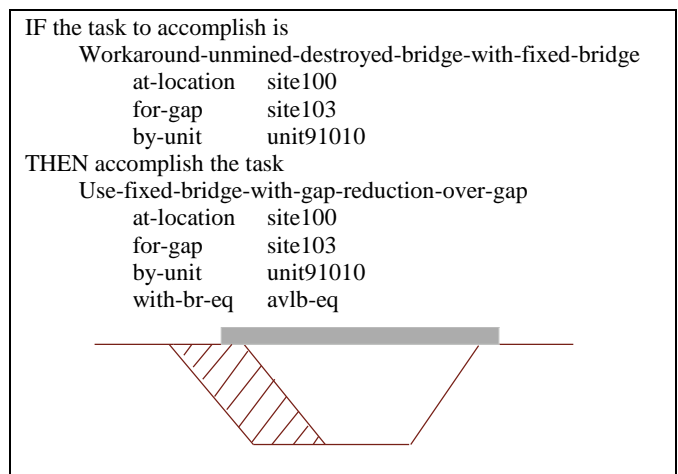 IF the task to accomplish is
Workaround-unmined-destroyed-bridge-with-fixed-bridge
at-location site100
for-gap site103
by-unit unit91010
THEN accomplish the task
Use-fixed-bridge-with-gap-reduction-over-gap
at-location site100
for-gap site103
by-unit unit91010
with-br-eq avlb-eq